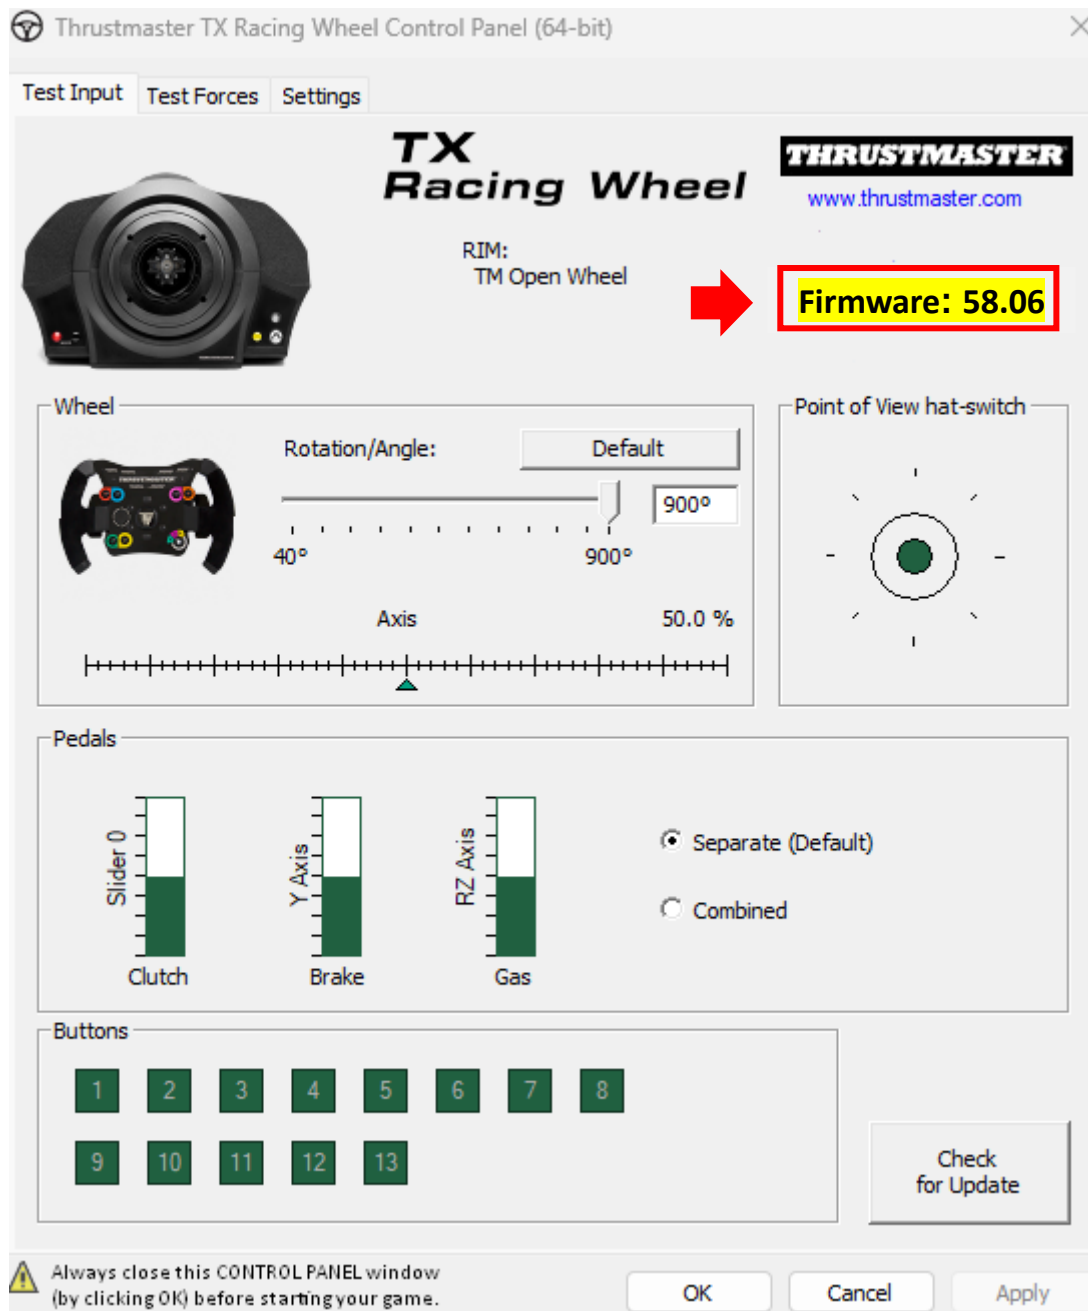 Thrustmaster TX Racing Wheel Control Panel (64-bit)
Test Input Test Forces Settings
TX
Racing Wheel
THRUSTMASTER
www.thrustmaster.com
RIM:
TM Open Wheel
Firmware: 58.06
Wheel
Rotation/Angle:
Default
900°
40°
900°
Axis
50.0 %
Point of View hat-switch
Pedals
Slider 0
Clutch
Y Axis
Brake
RZ Axis
Gas
Separate (Default)
Combined
Buttons
1 2 3 4 5 6 7 8
9 10 11 12 13
Check
for Update
Always close this CONTROL PANEL window
(by clicking OK) before starting your game.
OK Cancel Apply